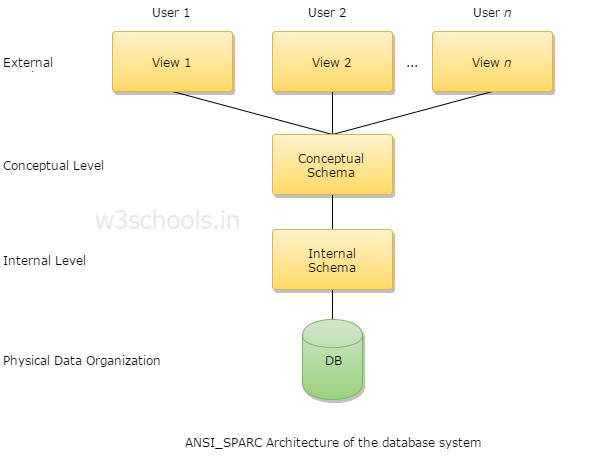 User 1
User 2
User n
External
View 1
View 2
...
View n
Conceptual Level
Conceptual
Schema
w3schools.in
Internal Level
Internal
Schema
Physical Data Organization
DB
ANSI_SPARC Architecture of the database system